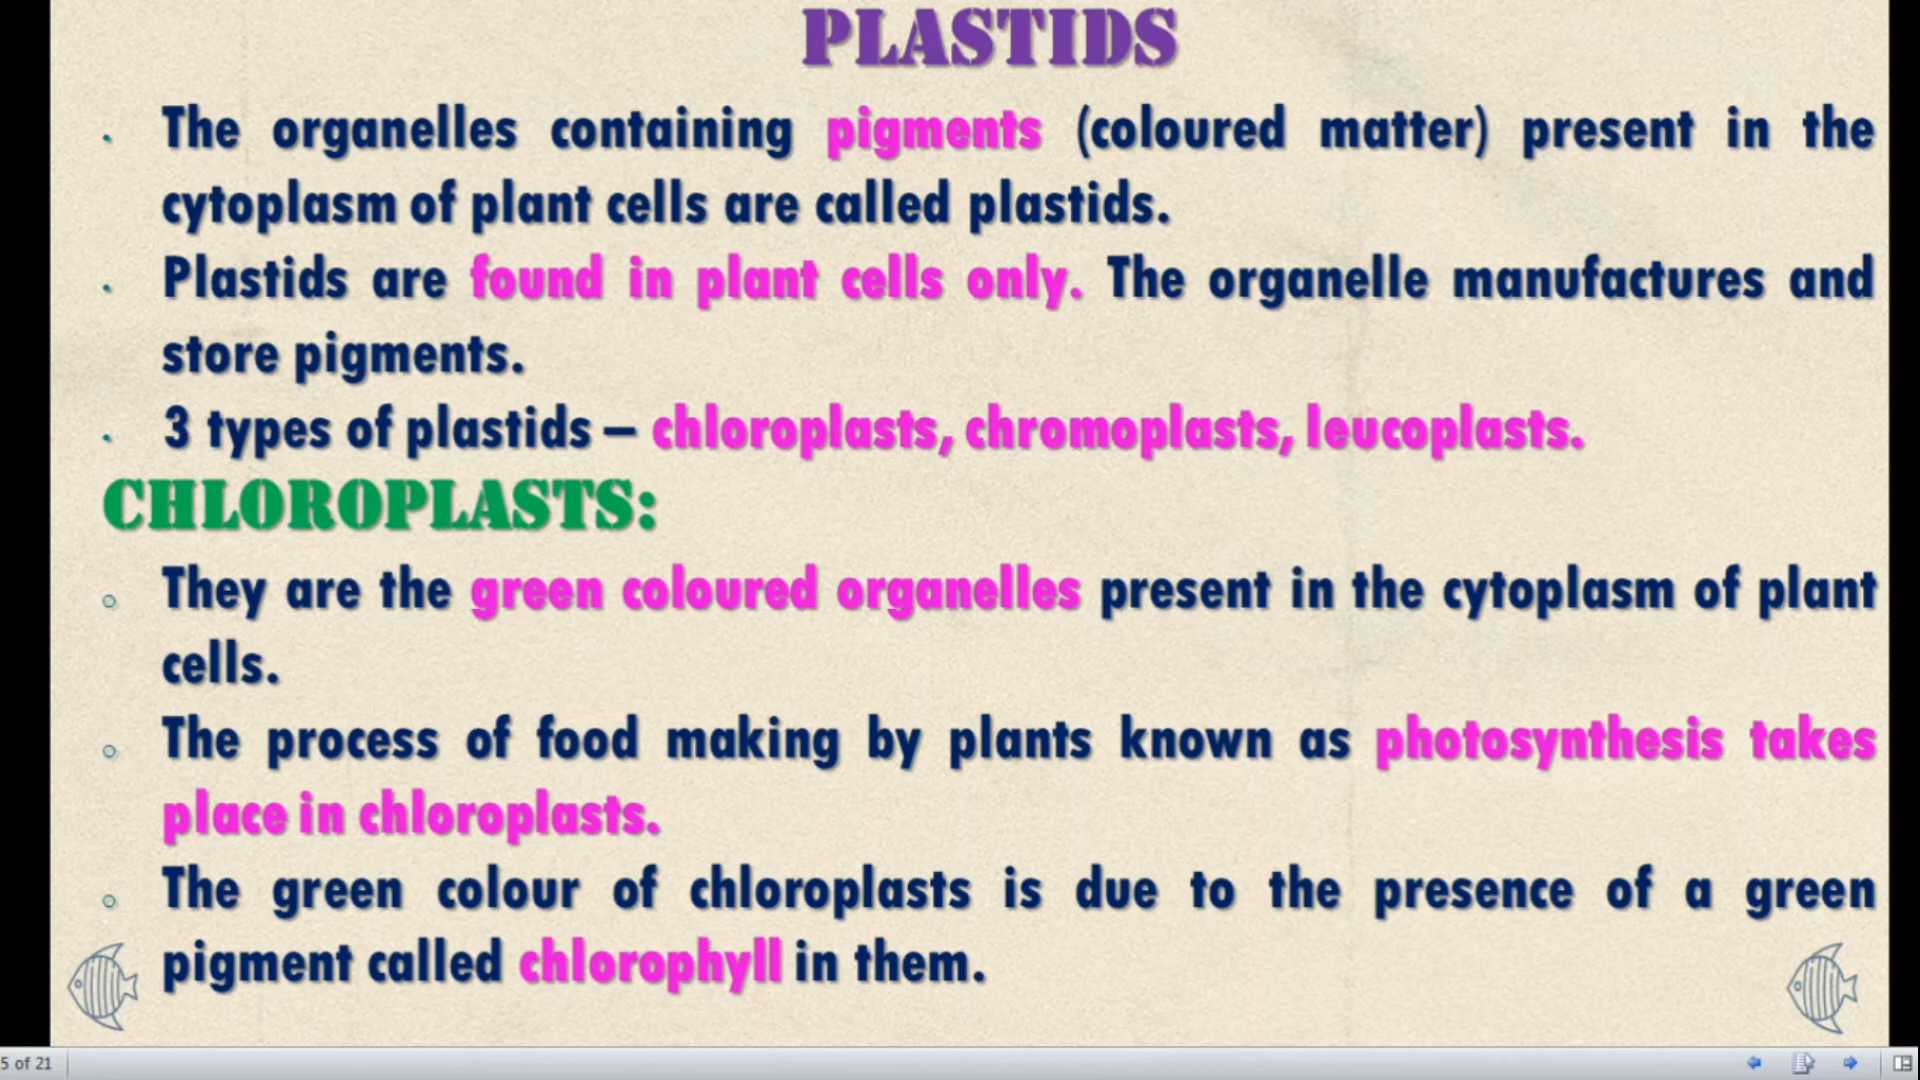 PLASTIDS
The organelles containing pigments (coloured matter) present in the
cytoplasm of plant cells are called plastids.
Plastids are found in plant cells only. The organelle manufactures and
store pigments.
3 types of plastids – chloroplasts, chromoplasts, leucoplasts.
CHLOROPLASTS:
They are the green coloured organelles present in the cytoplasm of plant
cells.
The process of food making by plants known as photosynthesis takes
place in chloroplasts.
The green colour of chloroplasts is due to the presence of a green
pigment called chlorophyll in them.
5 of 21